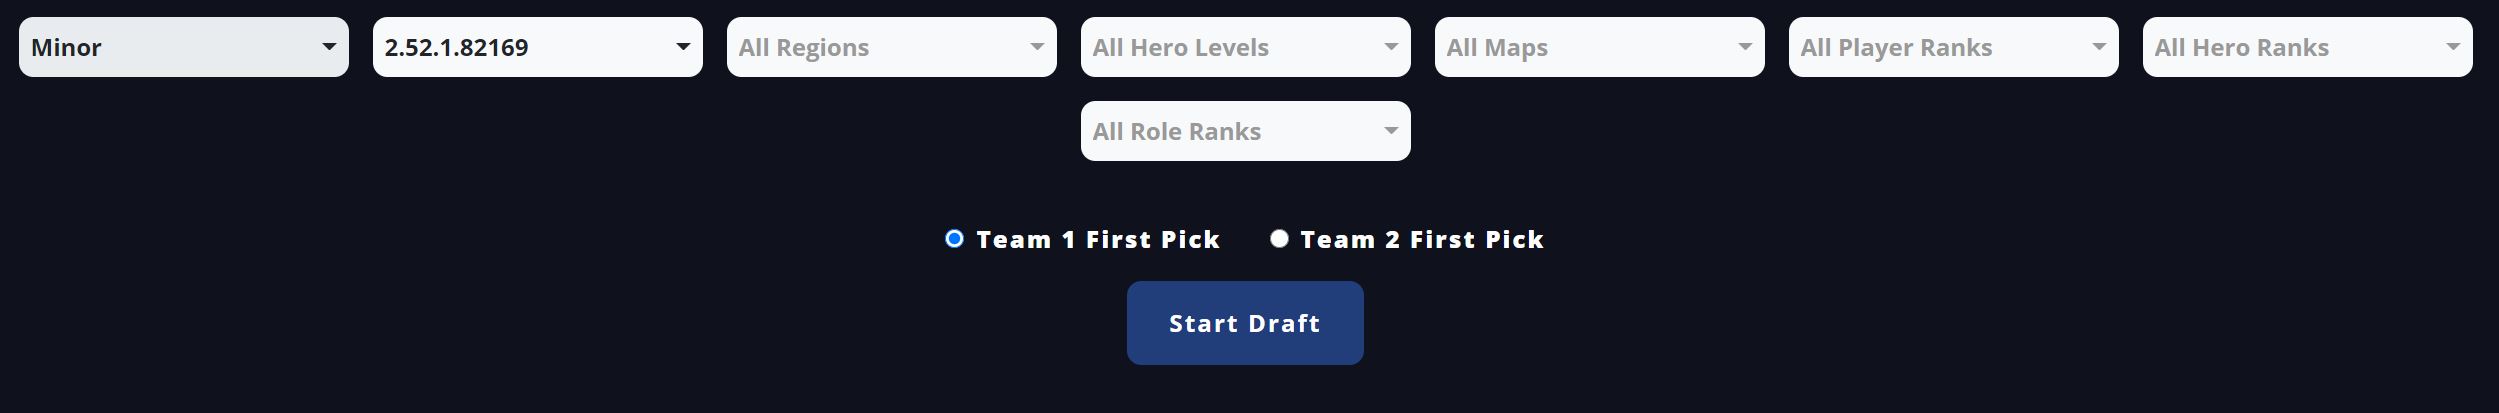 Minor 2.52.1.82169 All Regions All Hero Levels All Maps All Player Ranks All Hero Ranks
All Role Ranks
Team 1 First Pick Team 2 First Pick
Start Draft